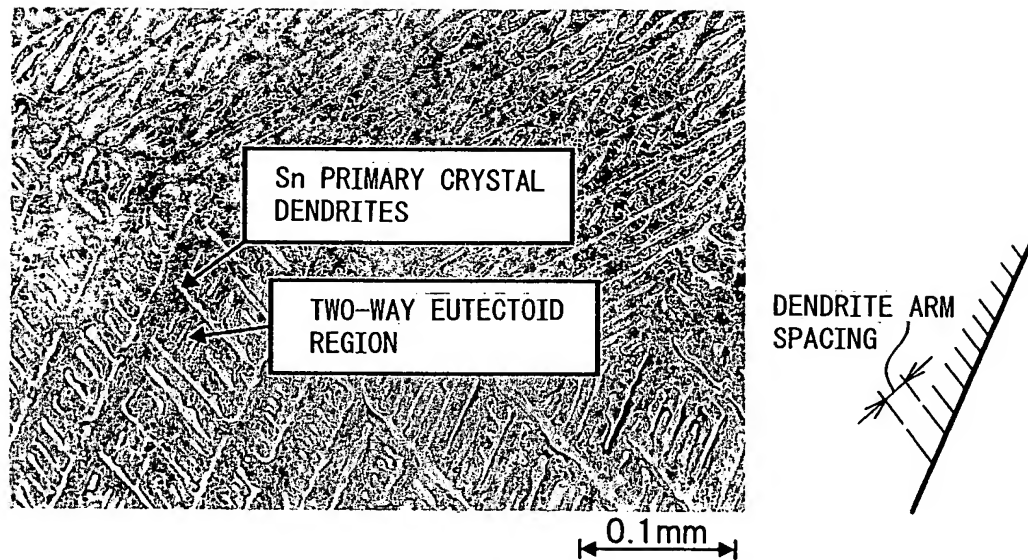 Sn PRIMARY CRYSTAL
DENDRITES
TWO-WAY EUTECTOID
REGION
DENDRITE ARM
SPACING
0.1mm